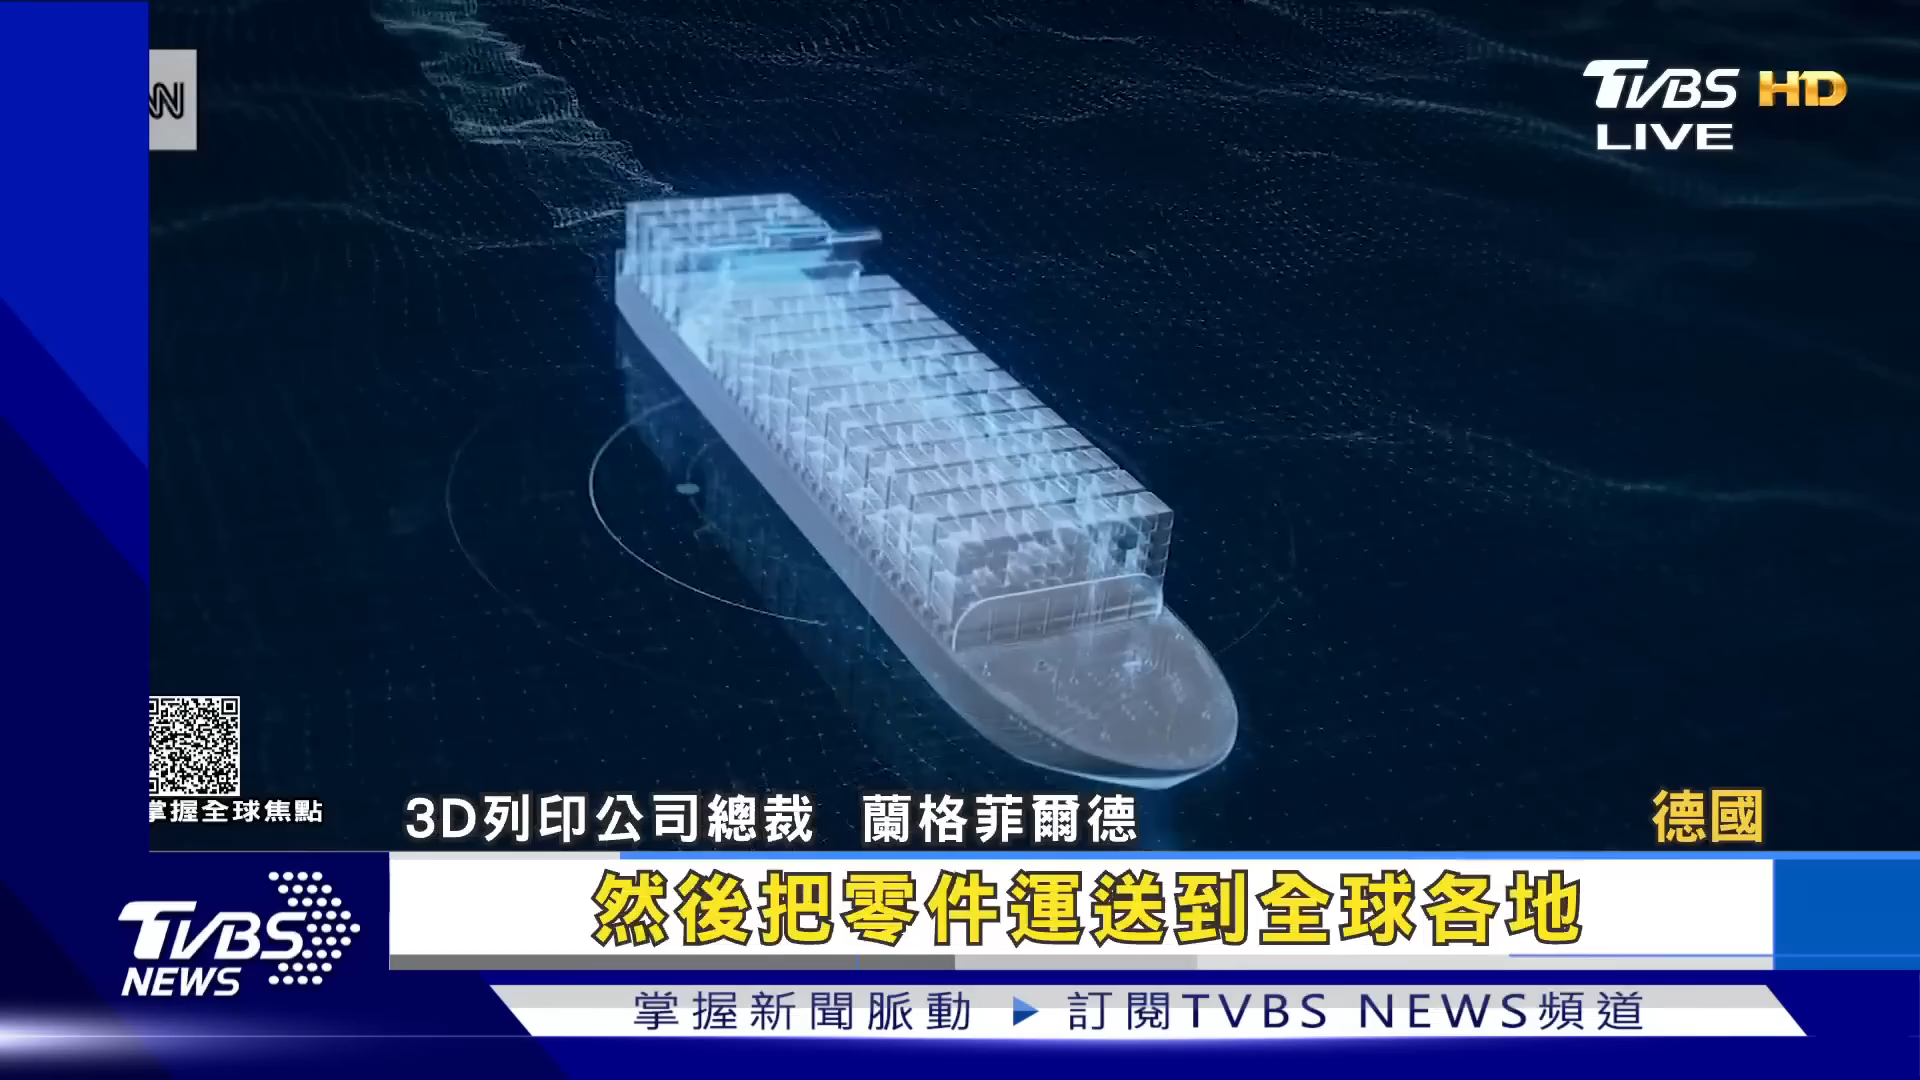 TVBS HD
LIVE
掌握全球焦點
3D列印公司總裁 蘭格菲爾德
德國
然後把零件運送到全球各地
TVBS
NEWS
掌握新聞脈動 ▶ 訂閱TVBS NEWS頻道